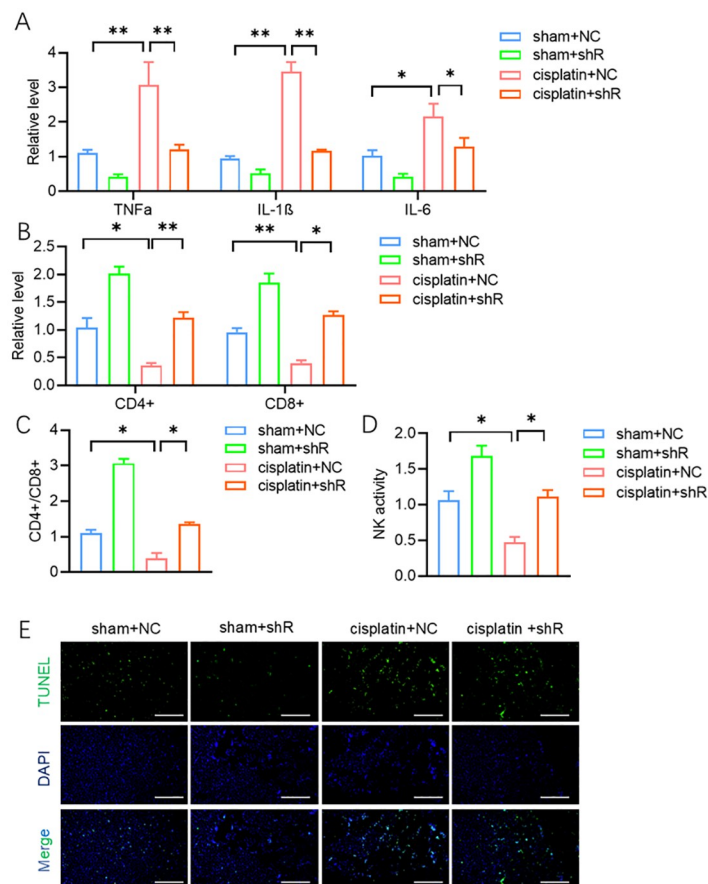 A
** ** ** ** * *
Relative level
4
3
2
1
0
TNFa IL-1ß IL-6
sham+NC
sham+shR
cisplatin+NC
cisplatin+shR
B
* ** ** *
Relative level
2.5
2.0
1.5
1.0
0.5
0.0
CD4+ CD8+
sham+NC
sham+shR
cisplatin+NC
cisplatin+shR
C
* *
CD4+/CD8+
4
3
2
1
0
sham+NC
sham+shR
cisplatin+NC
cisplatin+shR
D
* *
NK activity
2.0
1.5
1.0
0.5
0.0
sham+NC
sham+shR
cisplatin+NC
cisplatin+shR
E
sham+NC sham+shR cisplatin+NC cisplatin +shR
TUNEL
DAPI
Merge